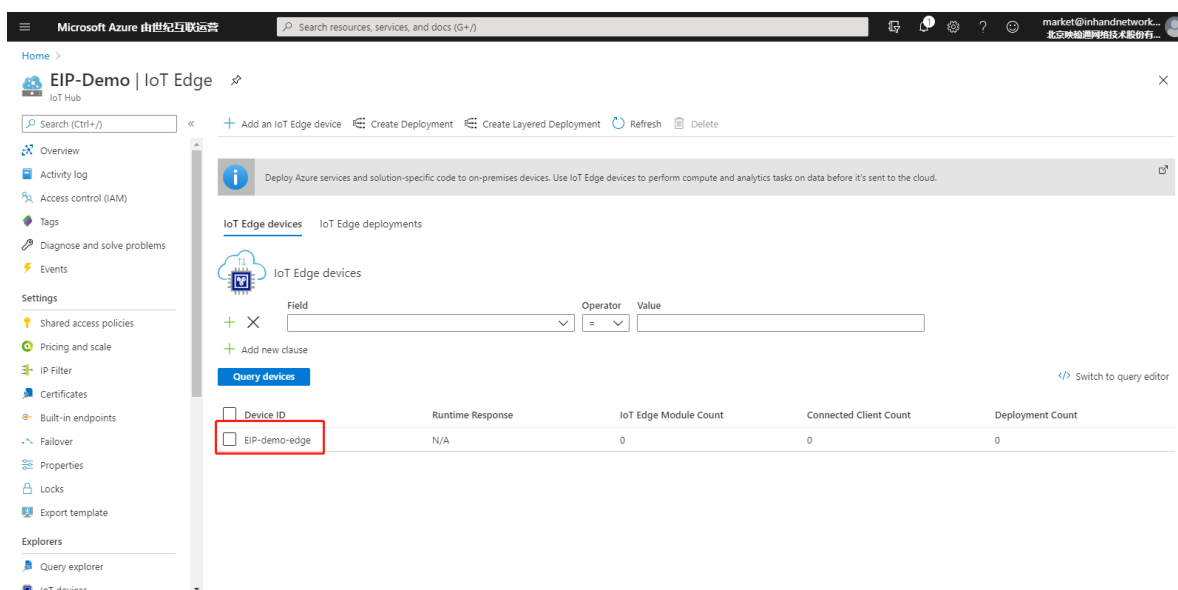 Microsoft Azure 由世纪互联运营
Search resources, services, and docs (G+/)
1
?
market@inhandnetwork...
北京映翰通网络技术股份有...
Home >
EIP-Demo | IoT Edge
IoT Hub
Search (Ctrl+/)
«
Add an IoT Edge device
Create Deployment
Create Layered Deployment
Refresh
Delete
Overview
Activity log
Access control (IAM)
Tags
Diagnose and solve problems
Events
Settings
Shared access policies
Pricing and scale
IP Filter
Certificates
Built-in endpoints
Failover
Properties
Locks
Export template
Explorers
Query explorer
IoT devices
Deploy Azure services and solution-specific code to on-premises devices. Use IoT Edge devices to perform compute and analytics tasks on data before it's sent to the cloud.
IoT Edge devices IoT Edge deployments
IoT Edge devices
Field Operator Value
=
Add new clause
Query devices
</> Switch to query editor
Device ID Runtime Response IoT Edge Module Count Connected Client Count Deployment Count
EIP-demo-edge N/A 0 0 0